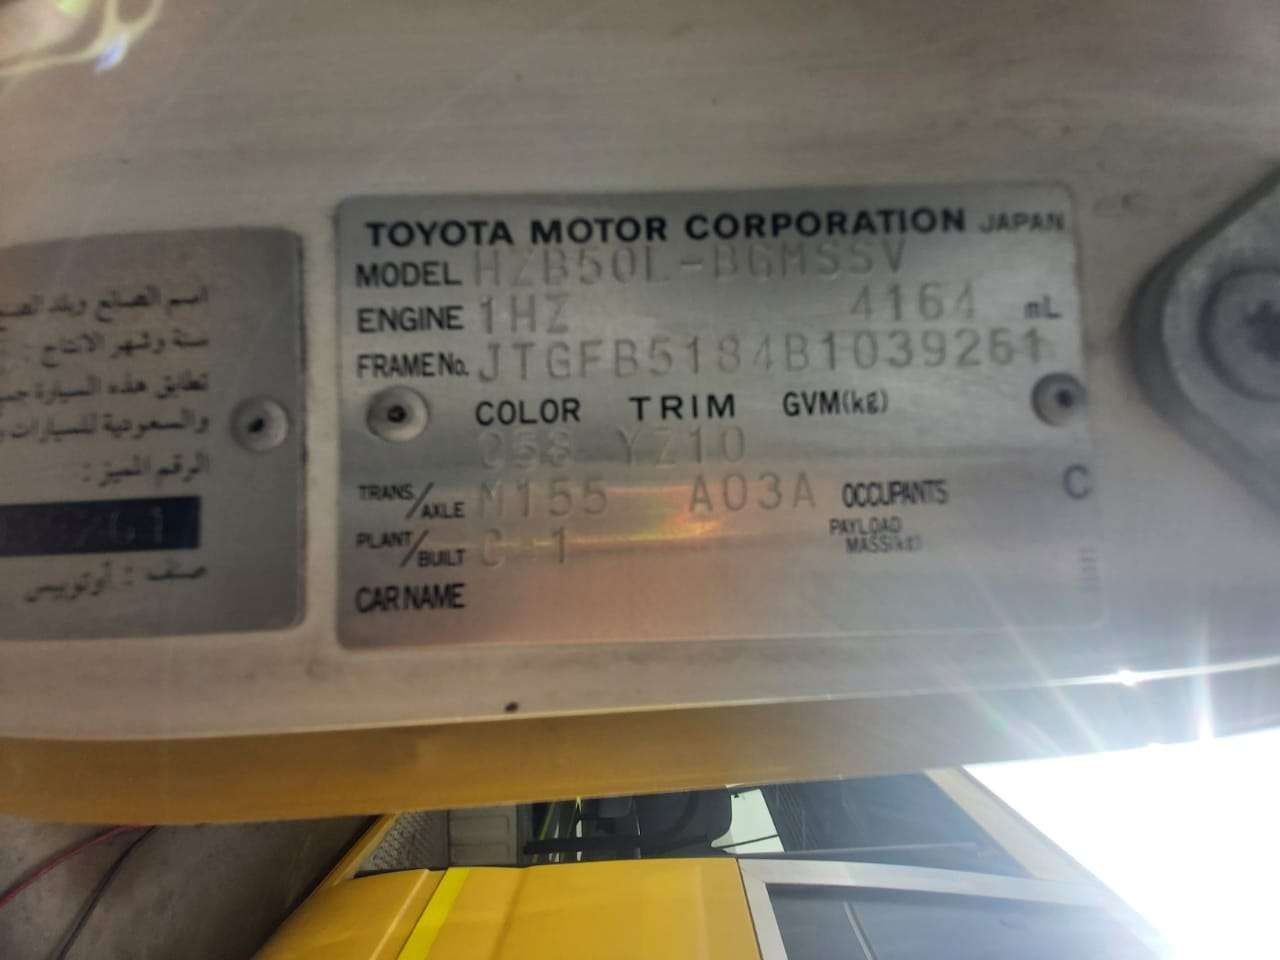 TOYOTA MOTOR CORPORATION JAPAN
MODEL HZB50L-BGMSSV
ENGINE 1HZ 4164 mL
FRAME No. JTGFB5184B1039261
COLOR TRIM GVM(kg)
058 YZ10
TRANS/AXLE M155 A03A OCCUPANTS
C
PLANT/BUILT C 1 PAYLOAD MASS(kg)
CAR NAME
اسم الصانع وبلد الصنع
سنة وشهر الانتاج :
تطابق هذه السيارة
والسعودية للسيارات
الرقم المميز :
39261
صنف : أوتوبيس